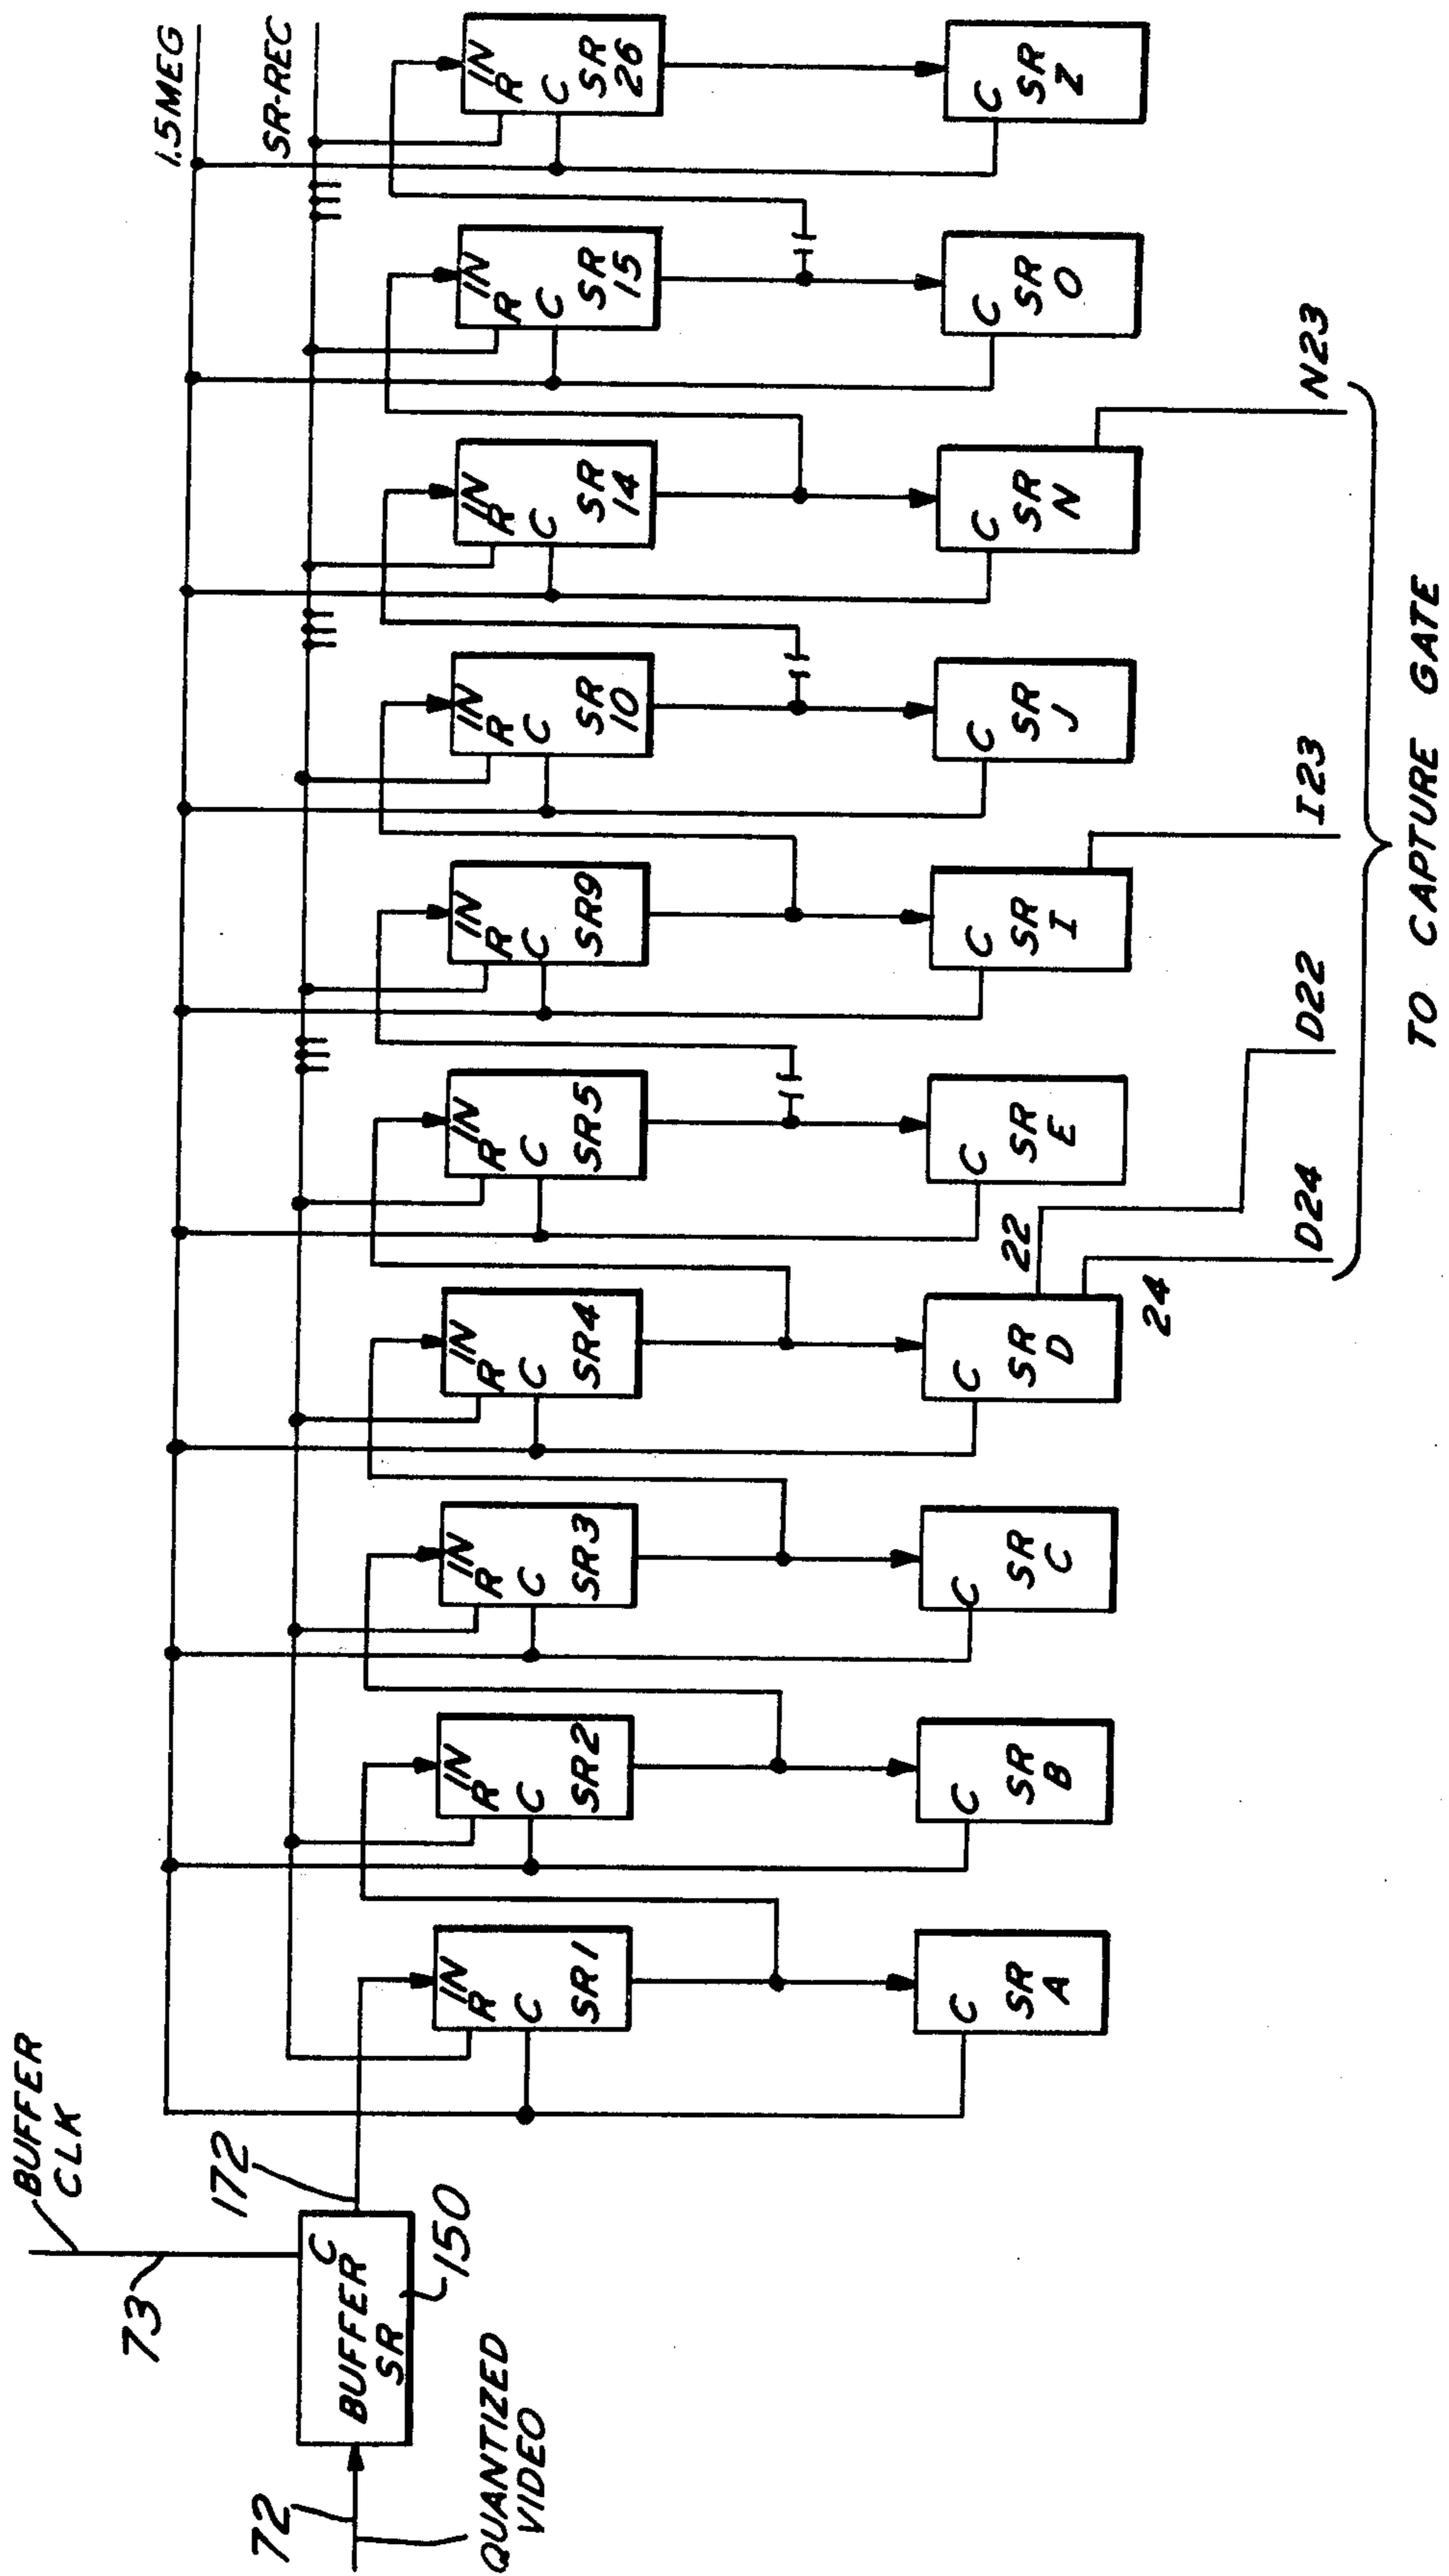 BUFFER
CLK
73
172
1.5MEG
SR-REC
72
QUANTIZED
VIDEO
C
BUFFER
SR
150
IN
R
C
SR1
IN
R
C
SR2
IN
R
C
SR3
IN
R
C
SR4
IN
R
C
SR5
IN
R
C
SR9
IN
R
C
SR
10
IN
R
C
SR
14
IN
R
C
SR
15
IN
R
C
SR
26
C
SR
A
C
SR
B
C
SR
C
C
SR
D
22
24
C
SR
E
C
SR
I
C
SR
J
C
SR
N
C
SR
O
C
SR
Z
D24
D22
I23
N23
TO CAPTURE GATE